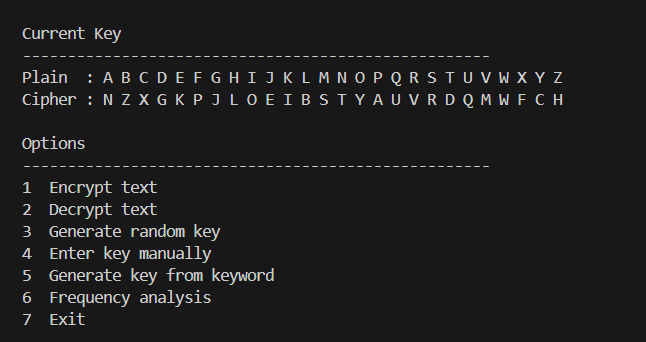 Current Key
----------------------------------------------------
Plain  : A B C D E F G H I J K L M N O P Q R S T U V W X Y Z
Cipher : N Z X G K P J L O E I B S T Y A U V R D Q M W F C H
Options
----------------------------------------------------
1  Encrypt text
2  Decrypt text
3  Generate random key
4  Enter key manually
5  Generate key from keyword
6  Frequency analysis
7  Exit